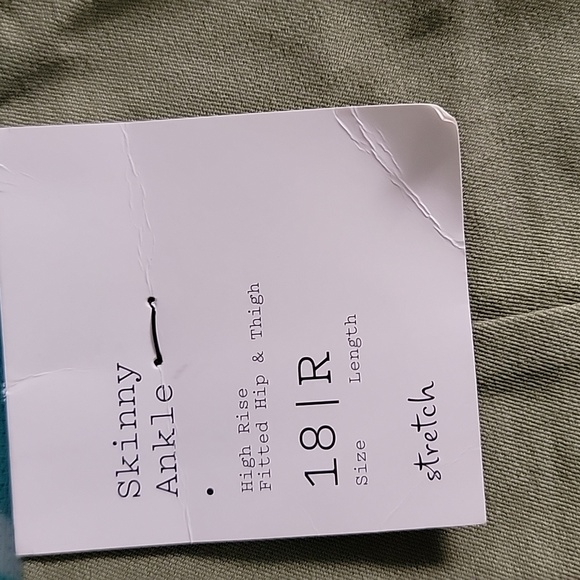 Skinny
Ankle
High Rise
Fitted Hip & Thigh
18|R
Size Length
stretch